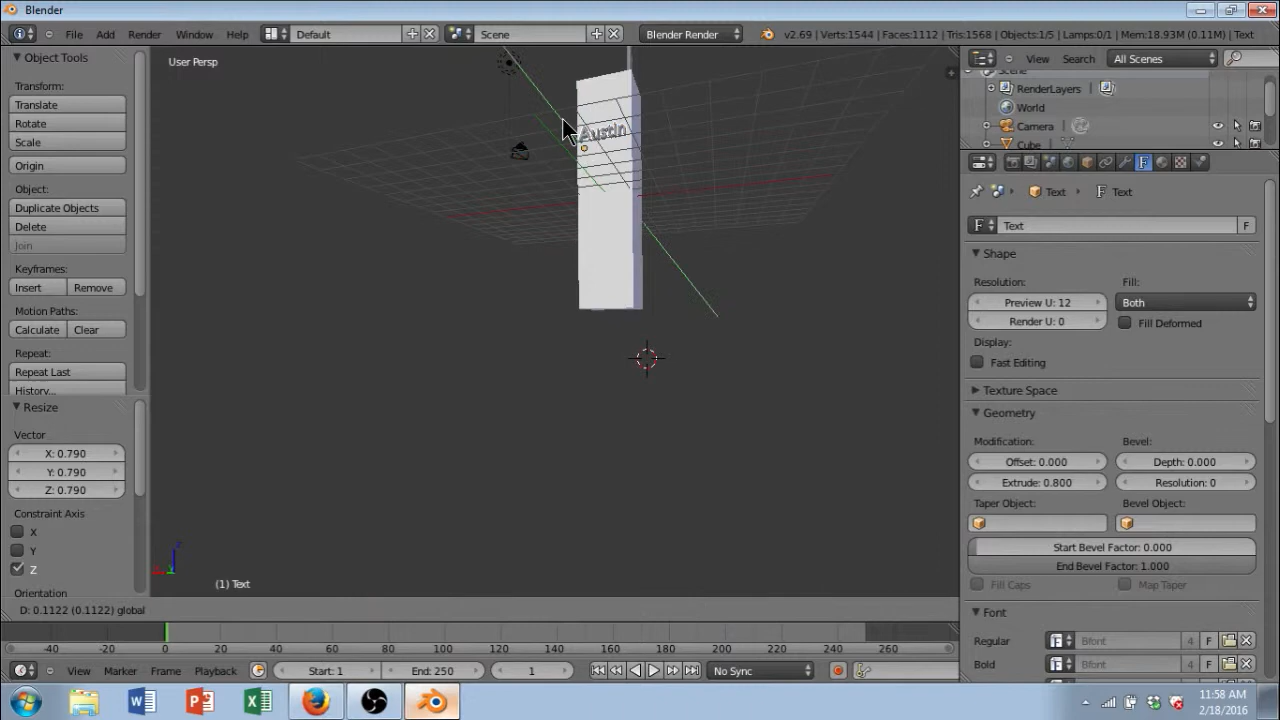 Blender
File Add Render Window Help
Default
Scene
Blender Render
v2.69 | Verts:1544 | Faces:1112 | Tris:1568 | Objects:1/5 | Lamps:0/1 | Mem:18.93M (0.11M) | Text
Object Tools
Transform:
Translate
Rotate
Scale
Origin
Object:
Duplicate Objects
Delete
Join
Keyframes:
Insert Remove
Motion Paths:
Calculate Clear
Repeat:
Repeat Last
History...
Resize
Vector
X: 0.790
Y: 0.790
Z: 0.790
Constraint Axis
X
Y
Z
Orientation
User Persp
Austin
(1) Text
D: 0.1122 (0.1122) global
View Search All Scenes
Scene
RenderLayers
World
Camera
Cube
Text Text
F Text F
Shape
Resolution: Fill:
Preview U: 12 Both
Render U: 0 Fill Deformed
Display:
Fast Editing
Texture Space
Geometry
Modification: Bevel:
Offset: 0.000 Depth: 0.000
Extrude: 0.800 Resolution: 0
Taper Object: Bevel Object:
Start Bevel Factor: 0.000
End Bevel Factor: 1.000
Fill Caps Map Taper
Font
Regular Bfont 4 F
Bold Bfont 4 F
-40 -20 0 20 40 60 80 100 120 140 160 180 200 220 240 260
View Marker Frame Playback Start: 1 End: 250 1 No Sync
11:58 AM
2/18/2016